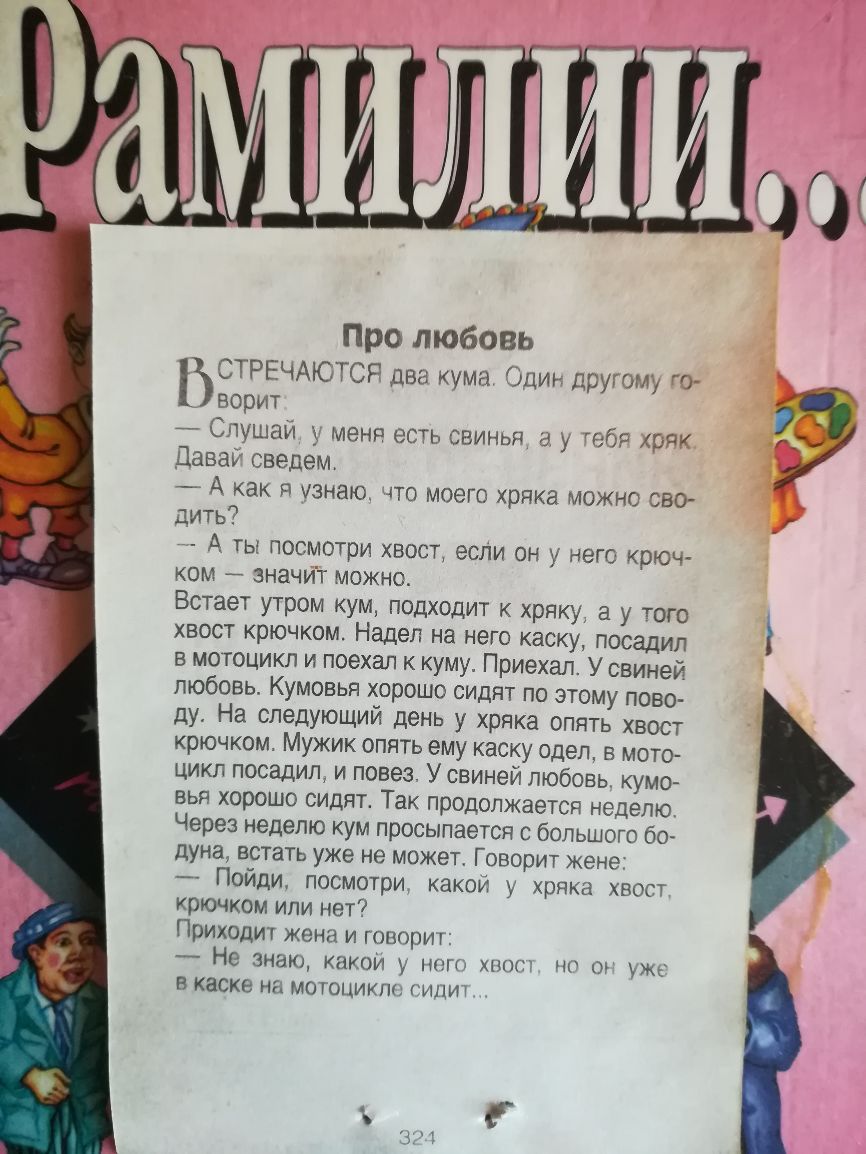 РАМИЛИИ...
Про любовь
ВСТРЕЧАЮТСЯ два кума. Один другому го-
ворит:
— Слушай, у меня есть свинья, а у тебя хряк.
Давай сведем.
— А как я узнаю, что моего хряка можно сво-
дить?
— А ты посмотри хвост, если он у него крюч-
ком — значит можно.
Встает утром кум, подходит к хряку, а у того
хвост крючком. Надел на него каску, посадил
в мотоцикл и поехал к куму. Приехал. У свиней
любовь. Кумовья хорошо сидят по этому пово-
ду. На следующий день у хряка опять хвост
крючком. Мужик опять ему каску одел, в мото-
цикл посадил, и повез. У свиней любовь, кумо-
вья хорошо сидят. Так продолжается неделю.
Через неделю кум просыпается с большого бо-
дуна, встать уже не может. Говорит жене:
— Пойди, посмотри, какой у хряка хвост,
крючком или нет?
Приходит жена и говорит:
— Не знаю, какой у него хвост, но он уже
в каске на мотоцикле сидит...
324